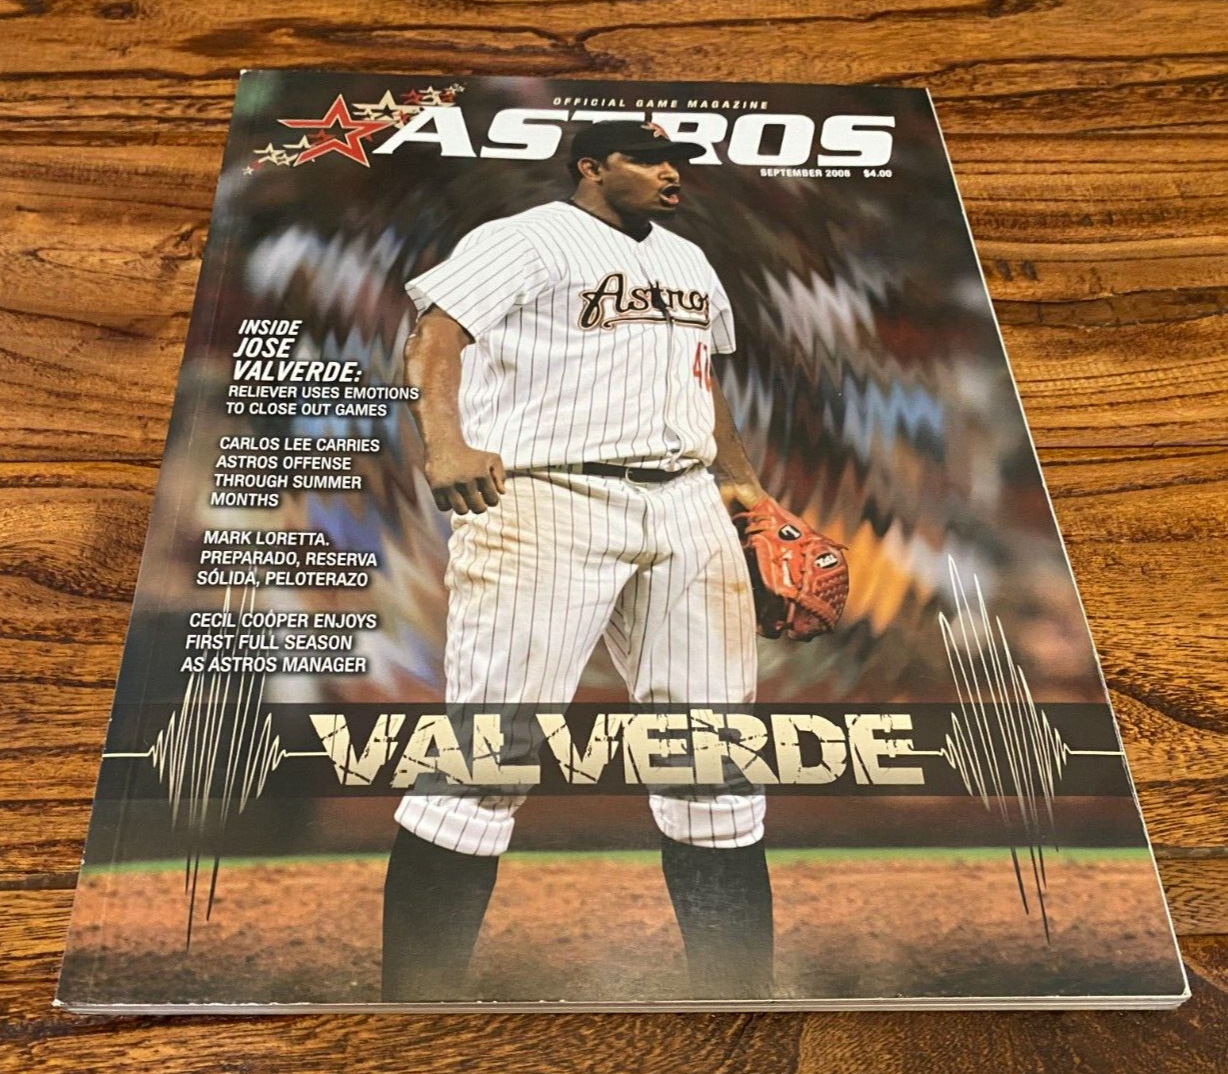 OFFICIAL GAME MAGAZINE
ASTROS
SEPTEMBER 2008 $4.00
Astros
INSIDE
JOSE
VALVERDE:
RELIEVER USES EMOTIONS
TO CLOSE OUT GAMES
CARLOS LEE CARRIES
ASTROS OFFENSE
THROUGH SUMMER
MONTHS
MARK LORETTA.
PREPARADO, RESERVA
SÓLIDA, PELOTERAZO
CECIL COOPER ENJOYS
FIRST FULL SEASON
AS ASTROS MANAGER
VALVERDE